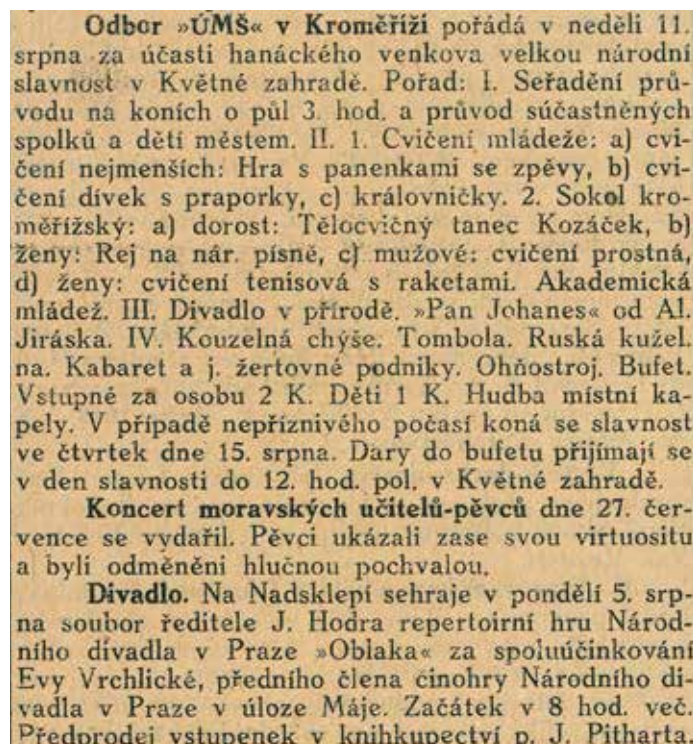 Odbor »ÚMŠ« v Kroměříži pořádá v neděli 11.
srpna za účasti hanáckého venkova velkou národní
slavnost v Květné zahradě. Pořad: I. Seřadění prů-
vodu na koních o půl 3. hod. a průvod súčastněných
spolků a dětí městem. II. 1. Cvičení mládeže: a) cvi-
čení nejmenších: Hra s panenkami se zpěvy, b) cvi-
čení dívek s praporky, c) královničky. 2. Sokol kro-
měřížský: a) dorost: Tělocvičný tanec Kozáček, b)
ženy: Rej na nár. písně, c) mužové: cvičení prostná,
d) ženy: cvičení tenisová s raketami. Akademická
mládež. III. Divadlo v přírodě. »Pan Johanes« od Al.
Jiráska. IV. Kouzelná chýše. Tombola. Ruská kužel.
na. Kabaret a j. žertovné podniky. Ohňostroj. Bufet.
Vstupné za osobu 2 K. Děti 1 K. Hudba místní ka-
pely. V případě nepříznivého počasí koná se slavnost
ve čtvrtek dne 15. srpna. Dary do bufetu přijímají se
v den slavnosti do 12. hod. pol. v Květné zahradě.
Koncert moravských učitelů-pěvců dne 27. čer-
vence se vydařil. Pěvci ukázali zase svou virtuositu
a byli odměněni hlučnou pochvalou.
Divadlo. Na Nadsklepí sehraje v pondělí 5. srp-
na soubor ředitele J. Hodra repertoirní hru Národ-
ního divadla v Praze »Oblaka« za spoluúčinkování
Evy Vrchlické, předního člena činohry Národního di-
vadla v Praze v úloze Máje. Začátek v 8 hod. več.
Předprodej vstupenek v knihkupectví p. J. Pitharta.